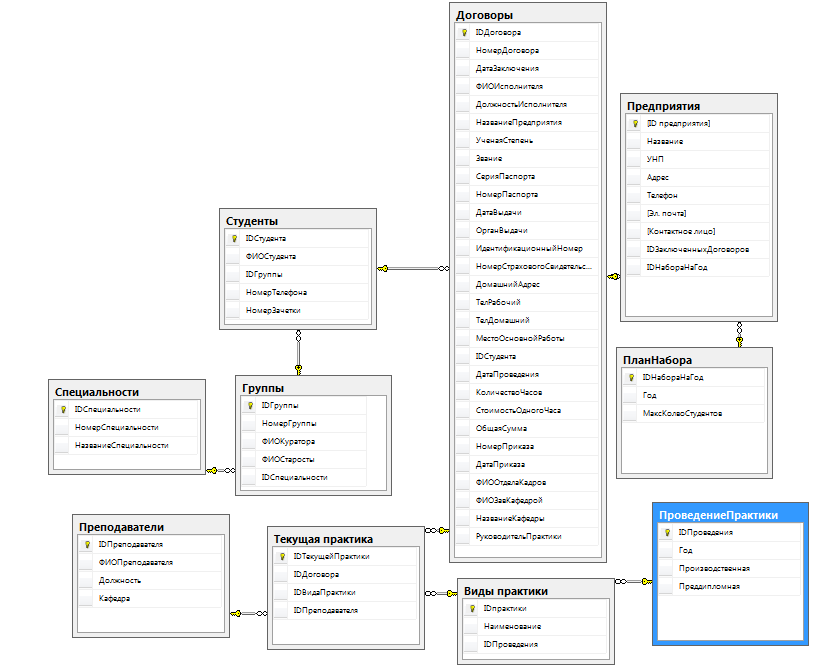 Договоры
IDДоговора
НомерДоговора
ДатаЗаключения
ФИОИсполнителя
ДолжностьИсполнителя
НазваниеПредприятия
УченаяСтепень
Звание
СерияПаспорта
НомерПаспорта
ДатаВыдачи
ОрганВыдачи
ИдентификационныйНомер
НомерСтраховогоСвидетельс...
ДомашнийАдрес
ТелРабочий
ТелДомашний
МестоОсновнойРаботы
IDСтудента
ДатаПроведения
КоличествоЧасов
СтоимостьОдногоЧаса
ОбщаяСумма
НомерПриказа
ДатаПриказа
ФИООтделаКадров
ФИОЗавКафедрой
НазваниеКафедры
РуководительПрактики
Предприятия
[ID предприятия]
Название
УНП
Адрес
Телефон
[Эл. почта]
[Контактное лицо]
IDЗаключенныхДоговоров
IDНабораНаГод
Студенты
IDСтудента
ФИОСтудента
IDГруппы
НомерТелефона
НомерЗачетки
ПланНабора
IDНабораНаГод
Год
МаксКолвоСтудентов
Специальности
IDСпециальности
НомерСпециальности
НазваниеСпециальности
Группы
IDГруппы
НомерГруппы
ФИОКуратора
ФИОСтаросты
IDСпециальности
Преподаватели
IDПреподавателя
ФИОПреподавателя
Должность
Кафедра
Текущая практика
IDТекущейПрактики
IDДоговора
IDВидаПрактики
IDПреподавателя
Виды практики
IDпрактики
Наименование
IDПроведения
ПроведениеПрактики
IDПроведения
Год
Производственная
Преддипломная